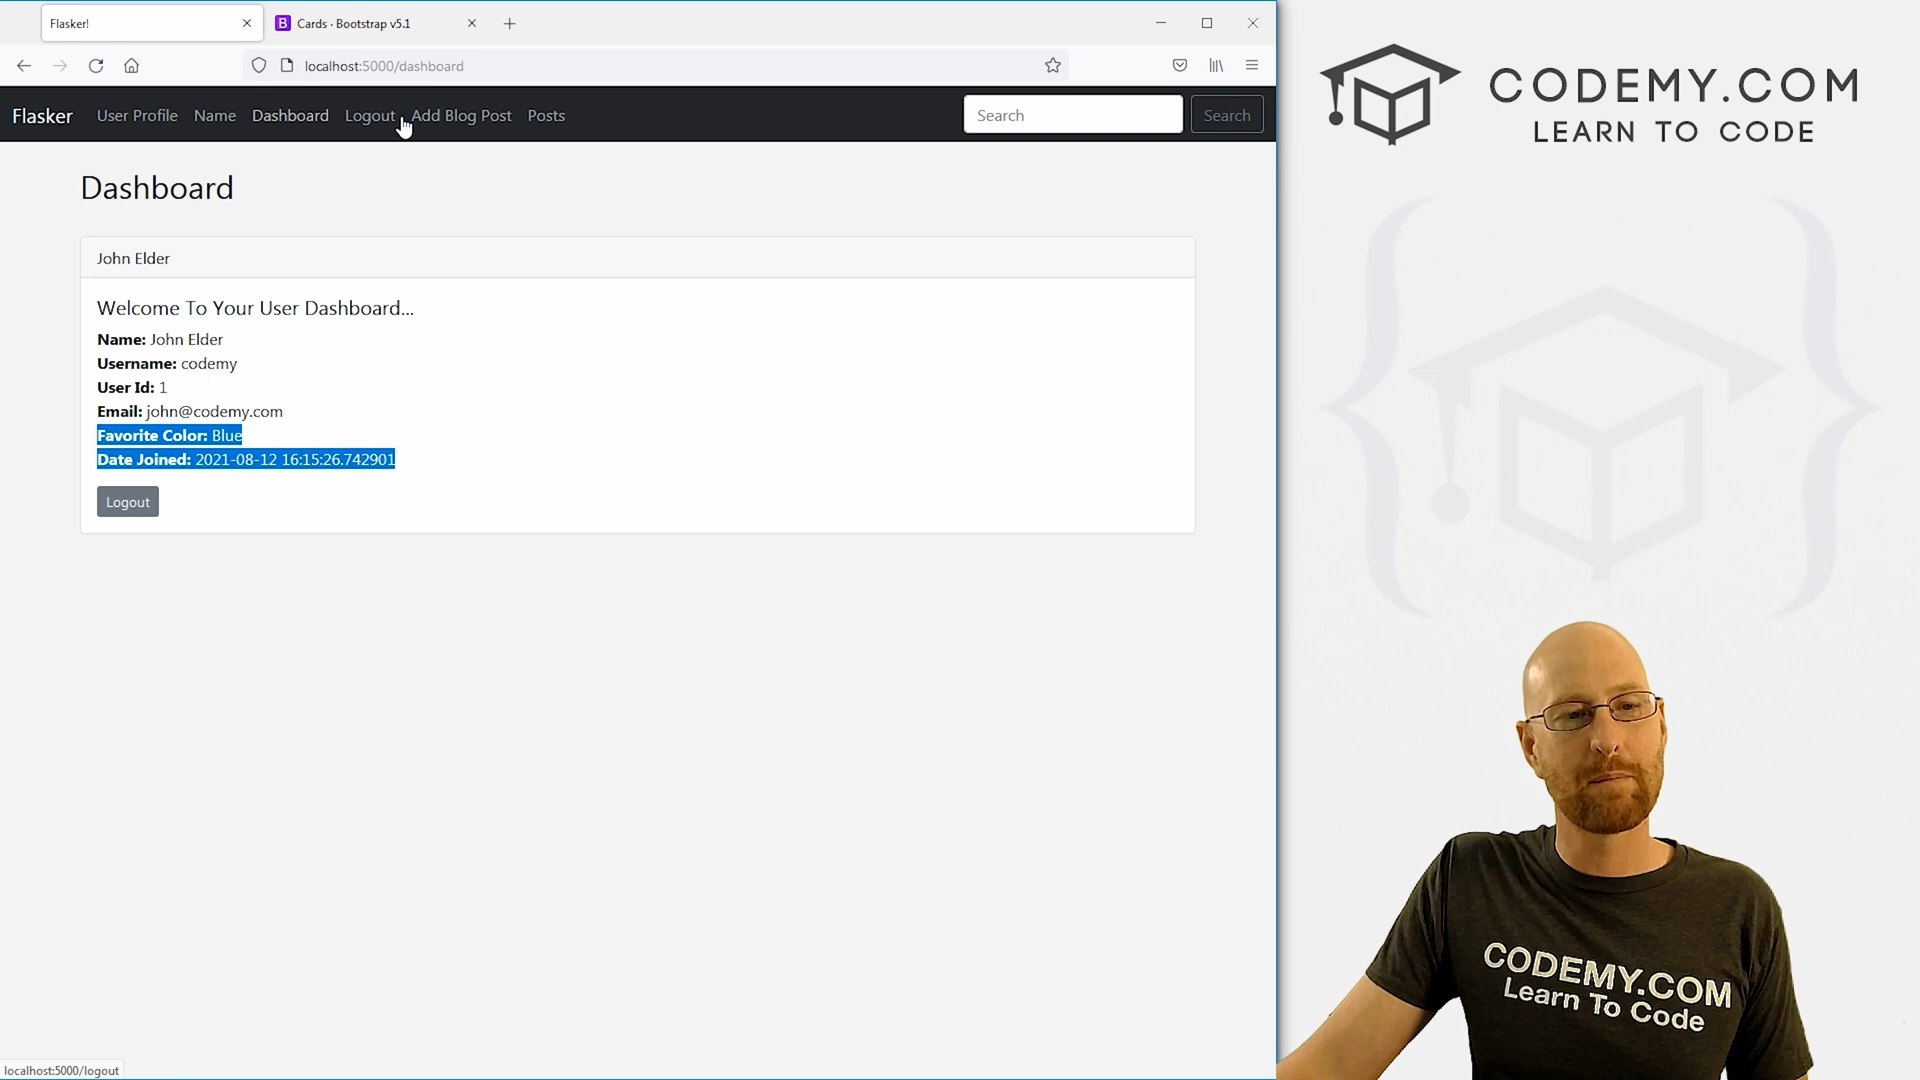 Flasker!
Cards · Bootstrap v5.1
localhost:5000/dashboard
Flasker User Profile Name Dashboard Logout Add Blog Post Posts Search Search
Dashboard
John Elder
Welcome To Your User Dashboard...
Name: John Elder
Username: codemy
User Id: 1
Email: john@codemy.com
Favorite Color: Blue
Date Joined: 2021-08-12 16:15:26.742901
Logout
localhost:5000/logout
CODEMY.COM
LEARN TO CODE
CODEMY.COM
Learn To Code